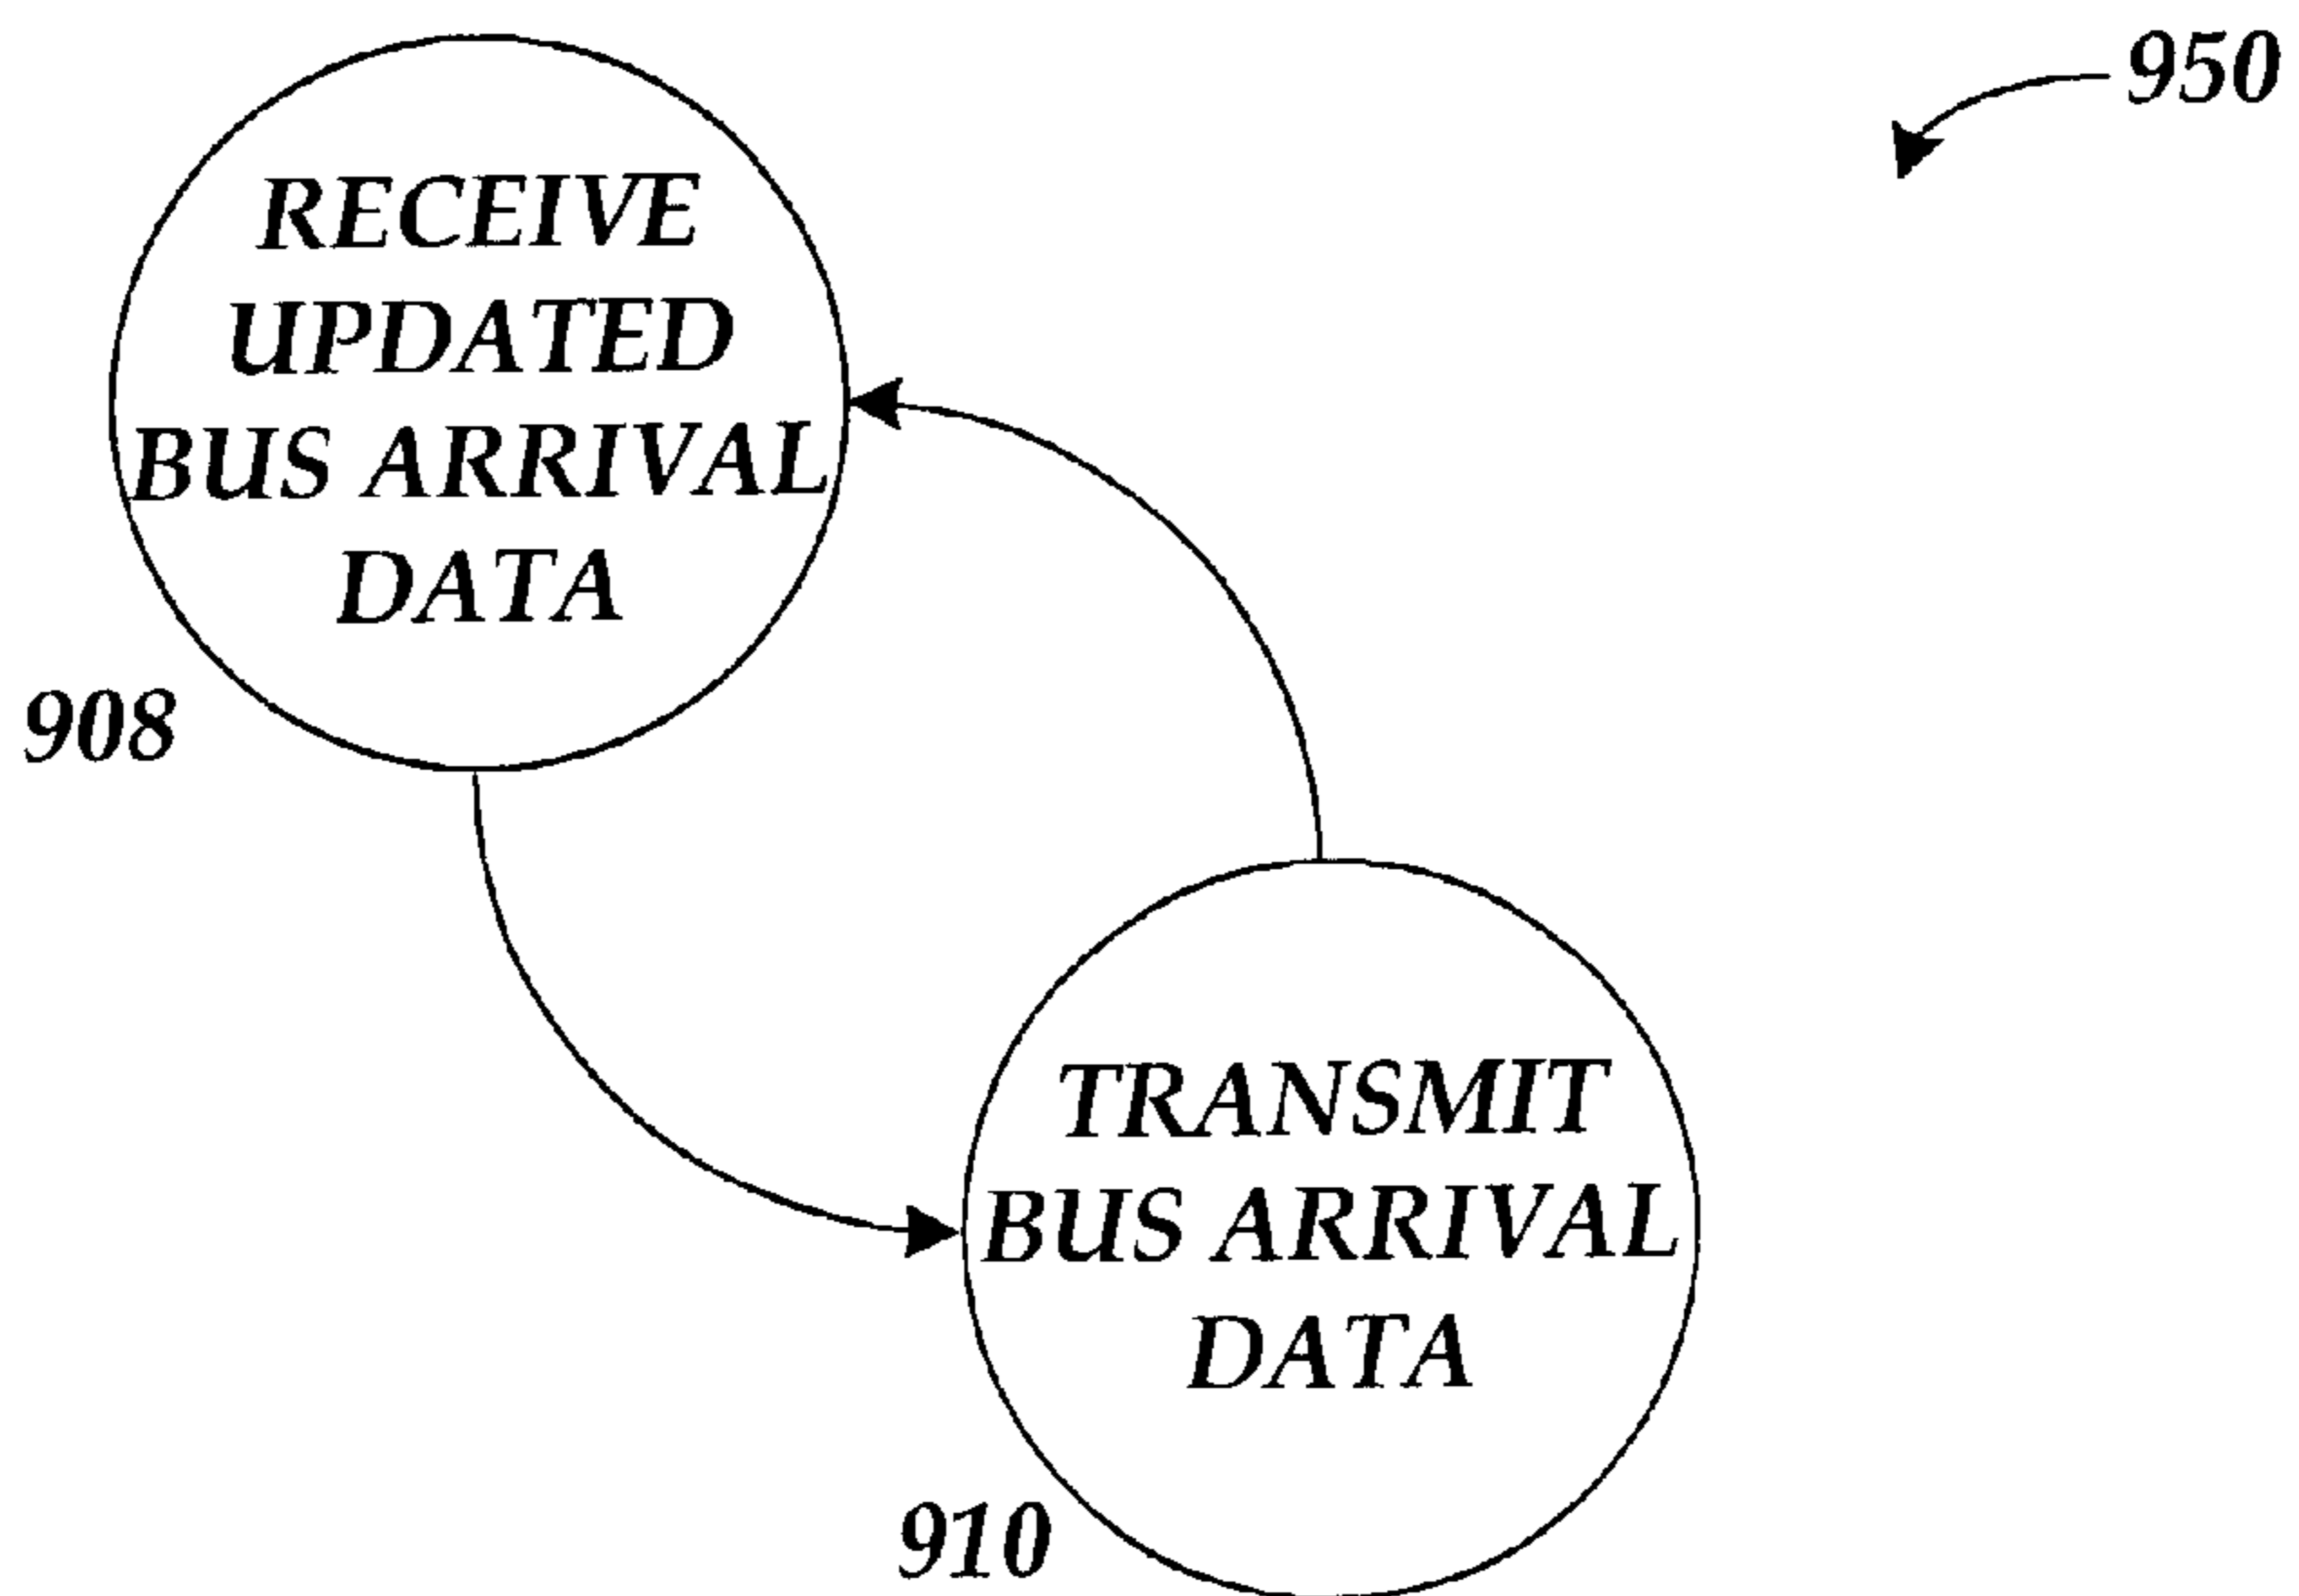 950
RECEIVE
UPDATED
BUS ARRIVAL
DATA
908
TRANSMIT
BUS ARRIVAL
DATA
910